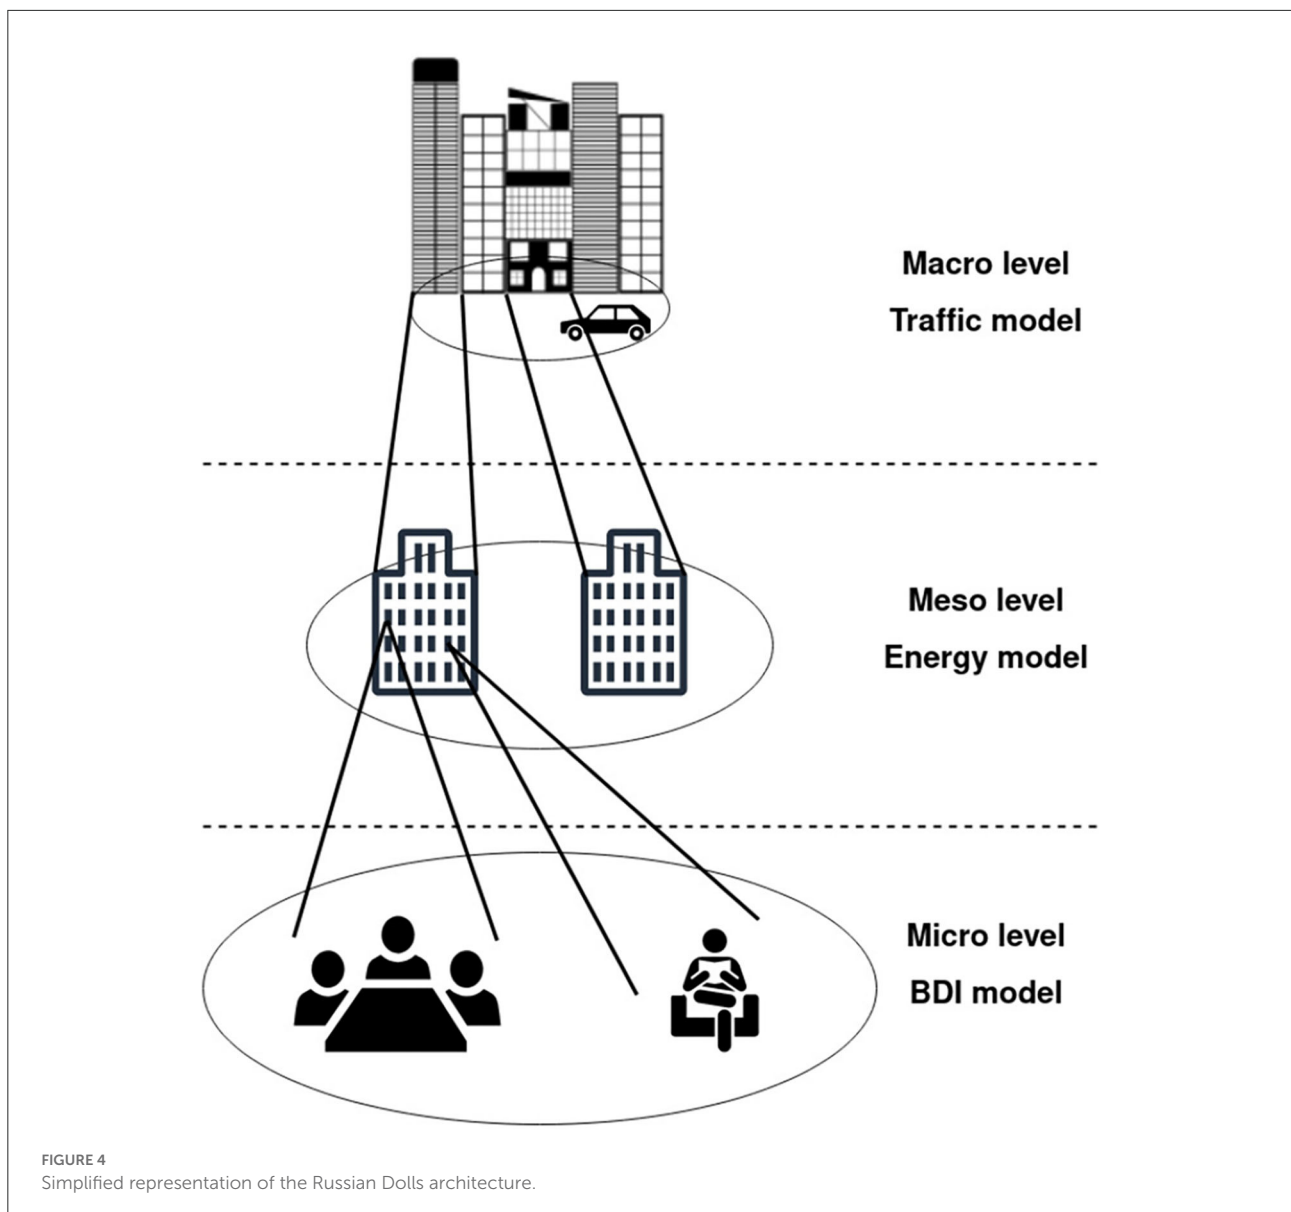 Macro level
Traffic model
Meso level
Energy model
Micro level
BDI model
FIGURE 4
Simplified representation of the Russian Dolls architecture.